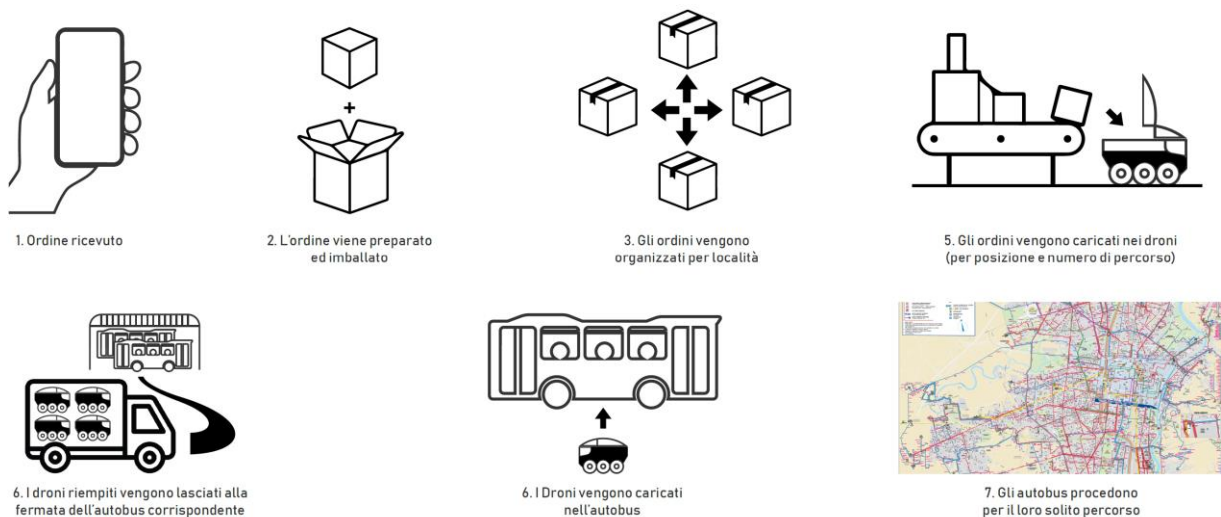 1. Ordine ricevuto
2. L'ordine viene preparato
ed imballato
3. Gli ordini vengono
organizzati per località
5. Gli ordini vengono caricati nei droni
(per posizione e numero di percorso)
6. I droni riempiti vengono lasciati alla
fermata dell'autobus corrispondente
6. I Droni vengono caricati
nell'autobus
7. Gli autobus procedono
per il loro solito percorso